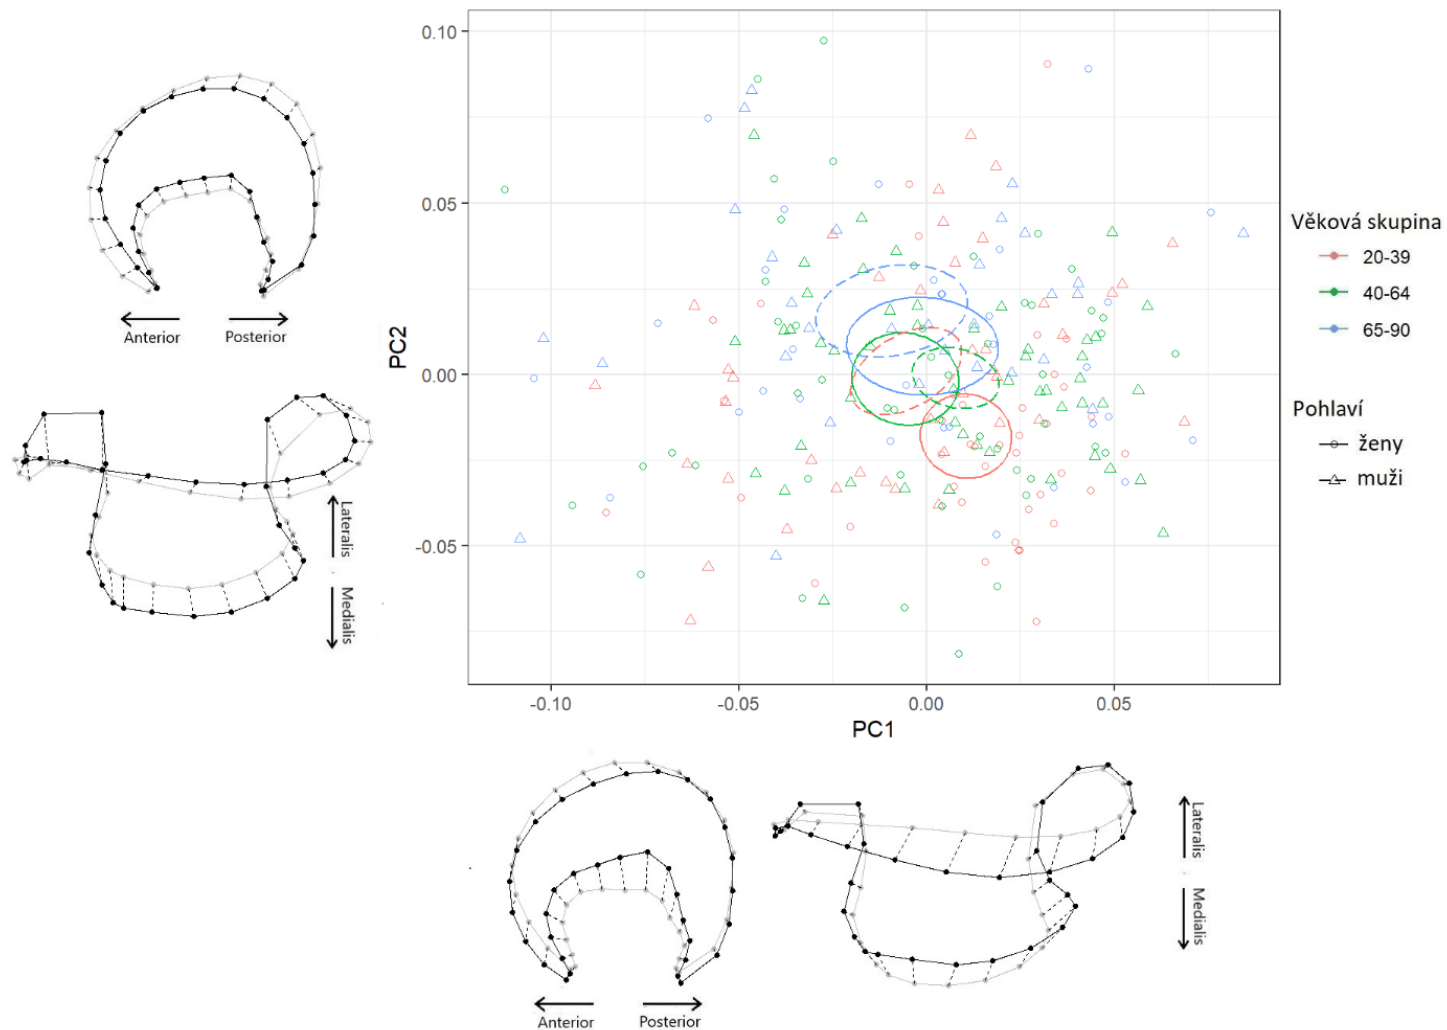 0.10
0.05
0.00
-0.05
PC2
-0.10
-0.05
0.00
0.05
PC1
Věková skupina
20-39
40-64
65-90
Pohlaví
ženy
muži
Anterior
Posterior
Lateralis
Medialis
Anterior
Posterior
Lateralis
Medialis